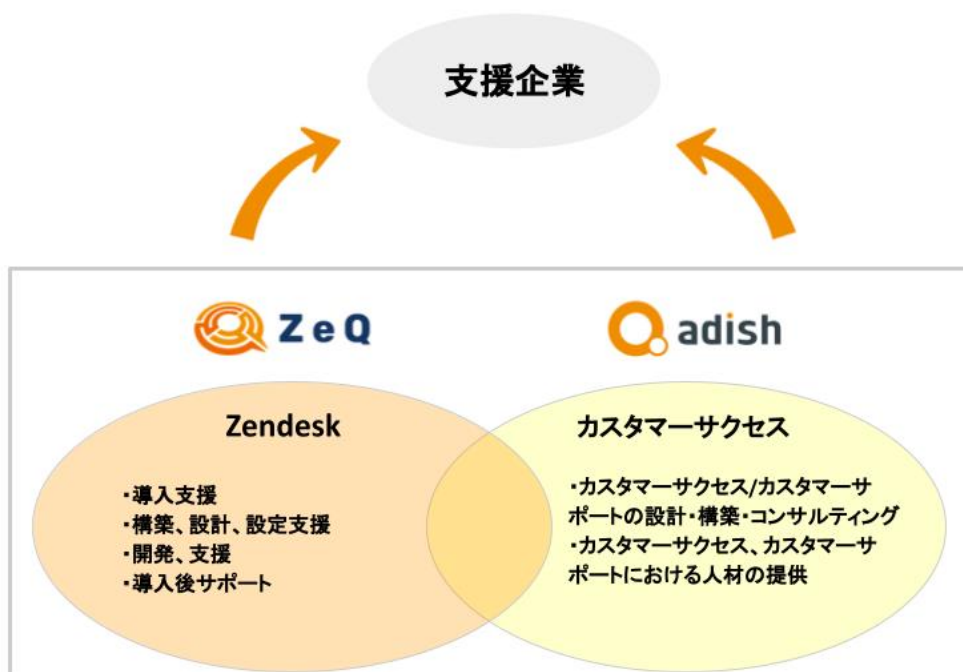 支援企業
ZeQ
adish
Zendesk
・導入支援
・構築、設計、設定支援
・開発、支援
・導入後サポート
カスタマーサクセス
・カスタマーサクセス/カスタマーサ
ポートの設計・構築・コンサルティング
・カスタマーサクセス、カスタマーサ
ポートにおける人材の提供